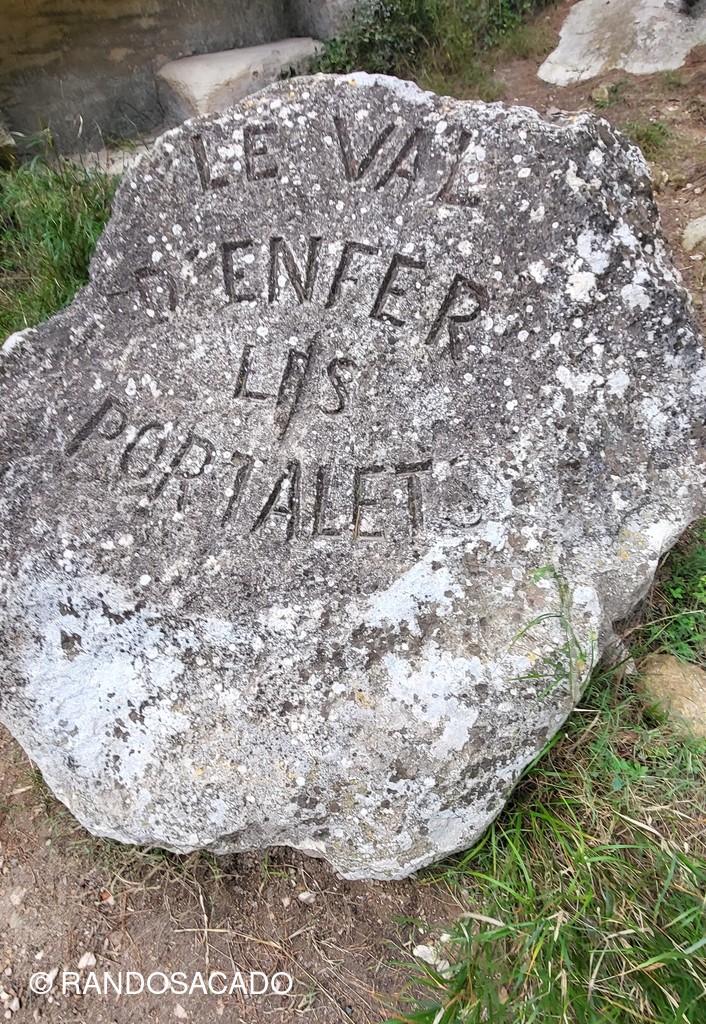 LE VAL
D'ENFER
LIS
PORTALETS
© RANDOSACADO